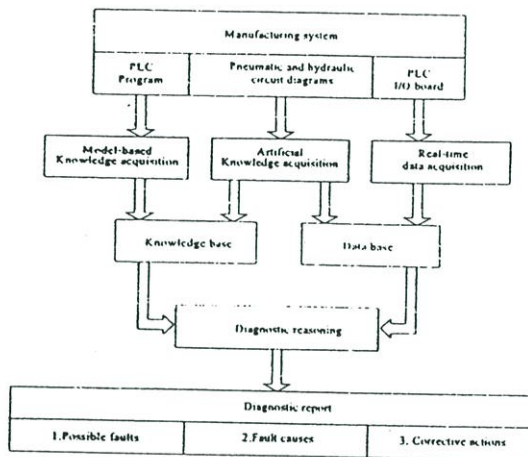 Manufacturing system
PLC
Program
Pneumatic and hydraulic
circuit diagrams
PLC
I/O board
Model-based
Knowledge acquisition
Artificial
Knowledge acquisition
Real-time
data acquisition
Knowledge base
Data base
Diagnostic reasoning
Diagnostic report
1.Possible faults
2.Fault causes
3. Corrective actions